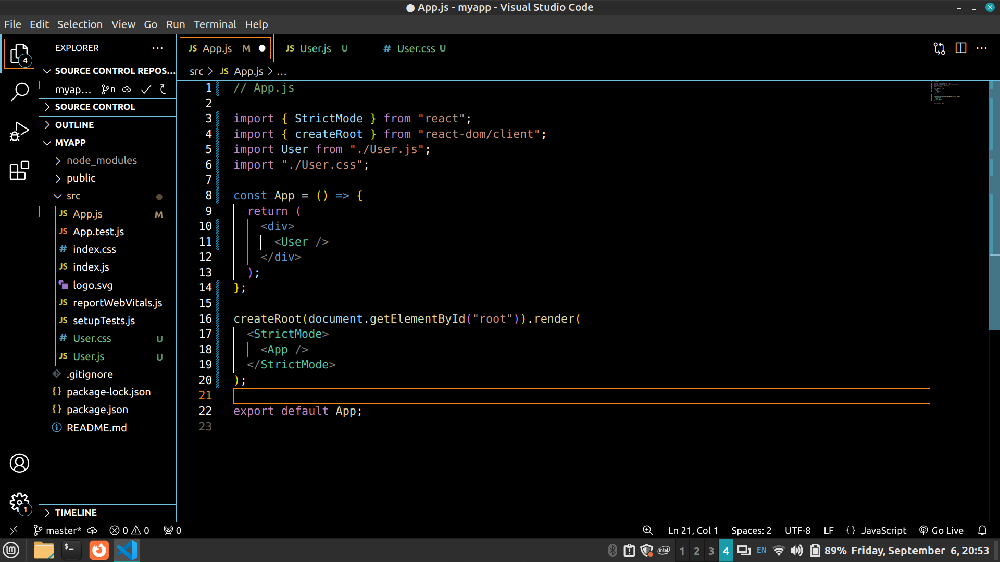 App.js - myapp - Visual Studio Code
File Edit Selection View Go Run Terminal Help
4
EXPLORER
SOURCE CONTROL REPOS...
myap...
SOURCE CONTROL
OUTLINE
MYAPP
node_modules
public
src
JS App.js M
JS App.test.js
# index.css
JS index.js
logo.svg
JS reportWebVitals.js
JS setupTests.js
# User.css U
JS User.js U
.gitignore
{} package-lock.json
{} package.json
README.md
1
TIMELINE
JS App.js M
JS User.js U
# User.css U
src > JS App.js > ...
1 // App.js
2
3 import { StrictMode } from "react";
4 import { createRoot } from "react-dom/client";
5 import User from "./User.js";
6 import "./User.css";
7
8 const App = () => {
9 return (
10 <div>
11 <User />
12 </div>
13 );
14 };
15
16 createRoot(document.getElementById("root")).render(
17 <StrictMode>
18 <App />
19 </StrictMode>
20 );
21
22 export default App;
23
master* 0 0 0
Ln 21, Col 1 Spaces: 2 UTF-8 LF {} JavaScript Go Live
$_ intel 1 2 3 4 EN 89% Friday, September 6, 20:53